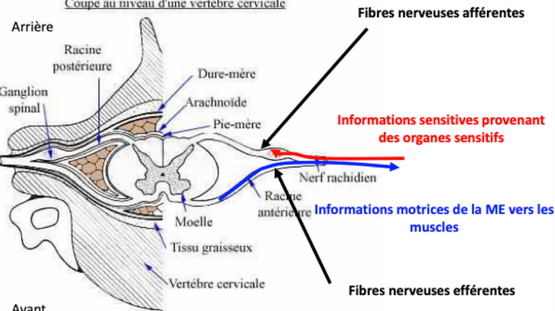 Coupe au niveau d'une vertèbre cervicale
Arrière
Fibres nerveuses afférentes
Racine
postérieure
Ganglion
spinal
Dure-mère
Arachnoïde
Pie-mère
Informations sensitives provenant
des organes sensitifs
Nerf rachidien
Racine
antérieure
Informations motrices de la ME vers les
muscles
Moelle
Tissu graisseux
Vertèbre cervicale
Fibres nerveuses efférentes
Avant